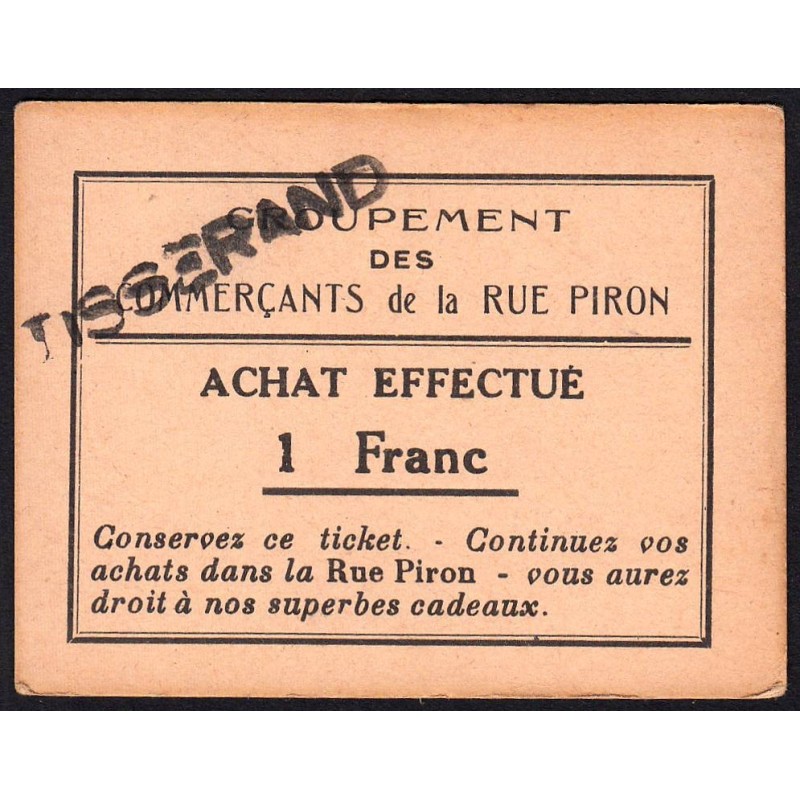 TISSERAND
GROUPEMENT
DES
COMMERÇANTS de la RUE PIRON
ACHAT EFFECTUÉ
1 Franc
Conservez ce ticket. - Continuez vos
achats dans la Rue Piron - vous aurez
droit à nos superbes cadeaux.